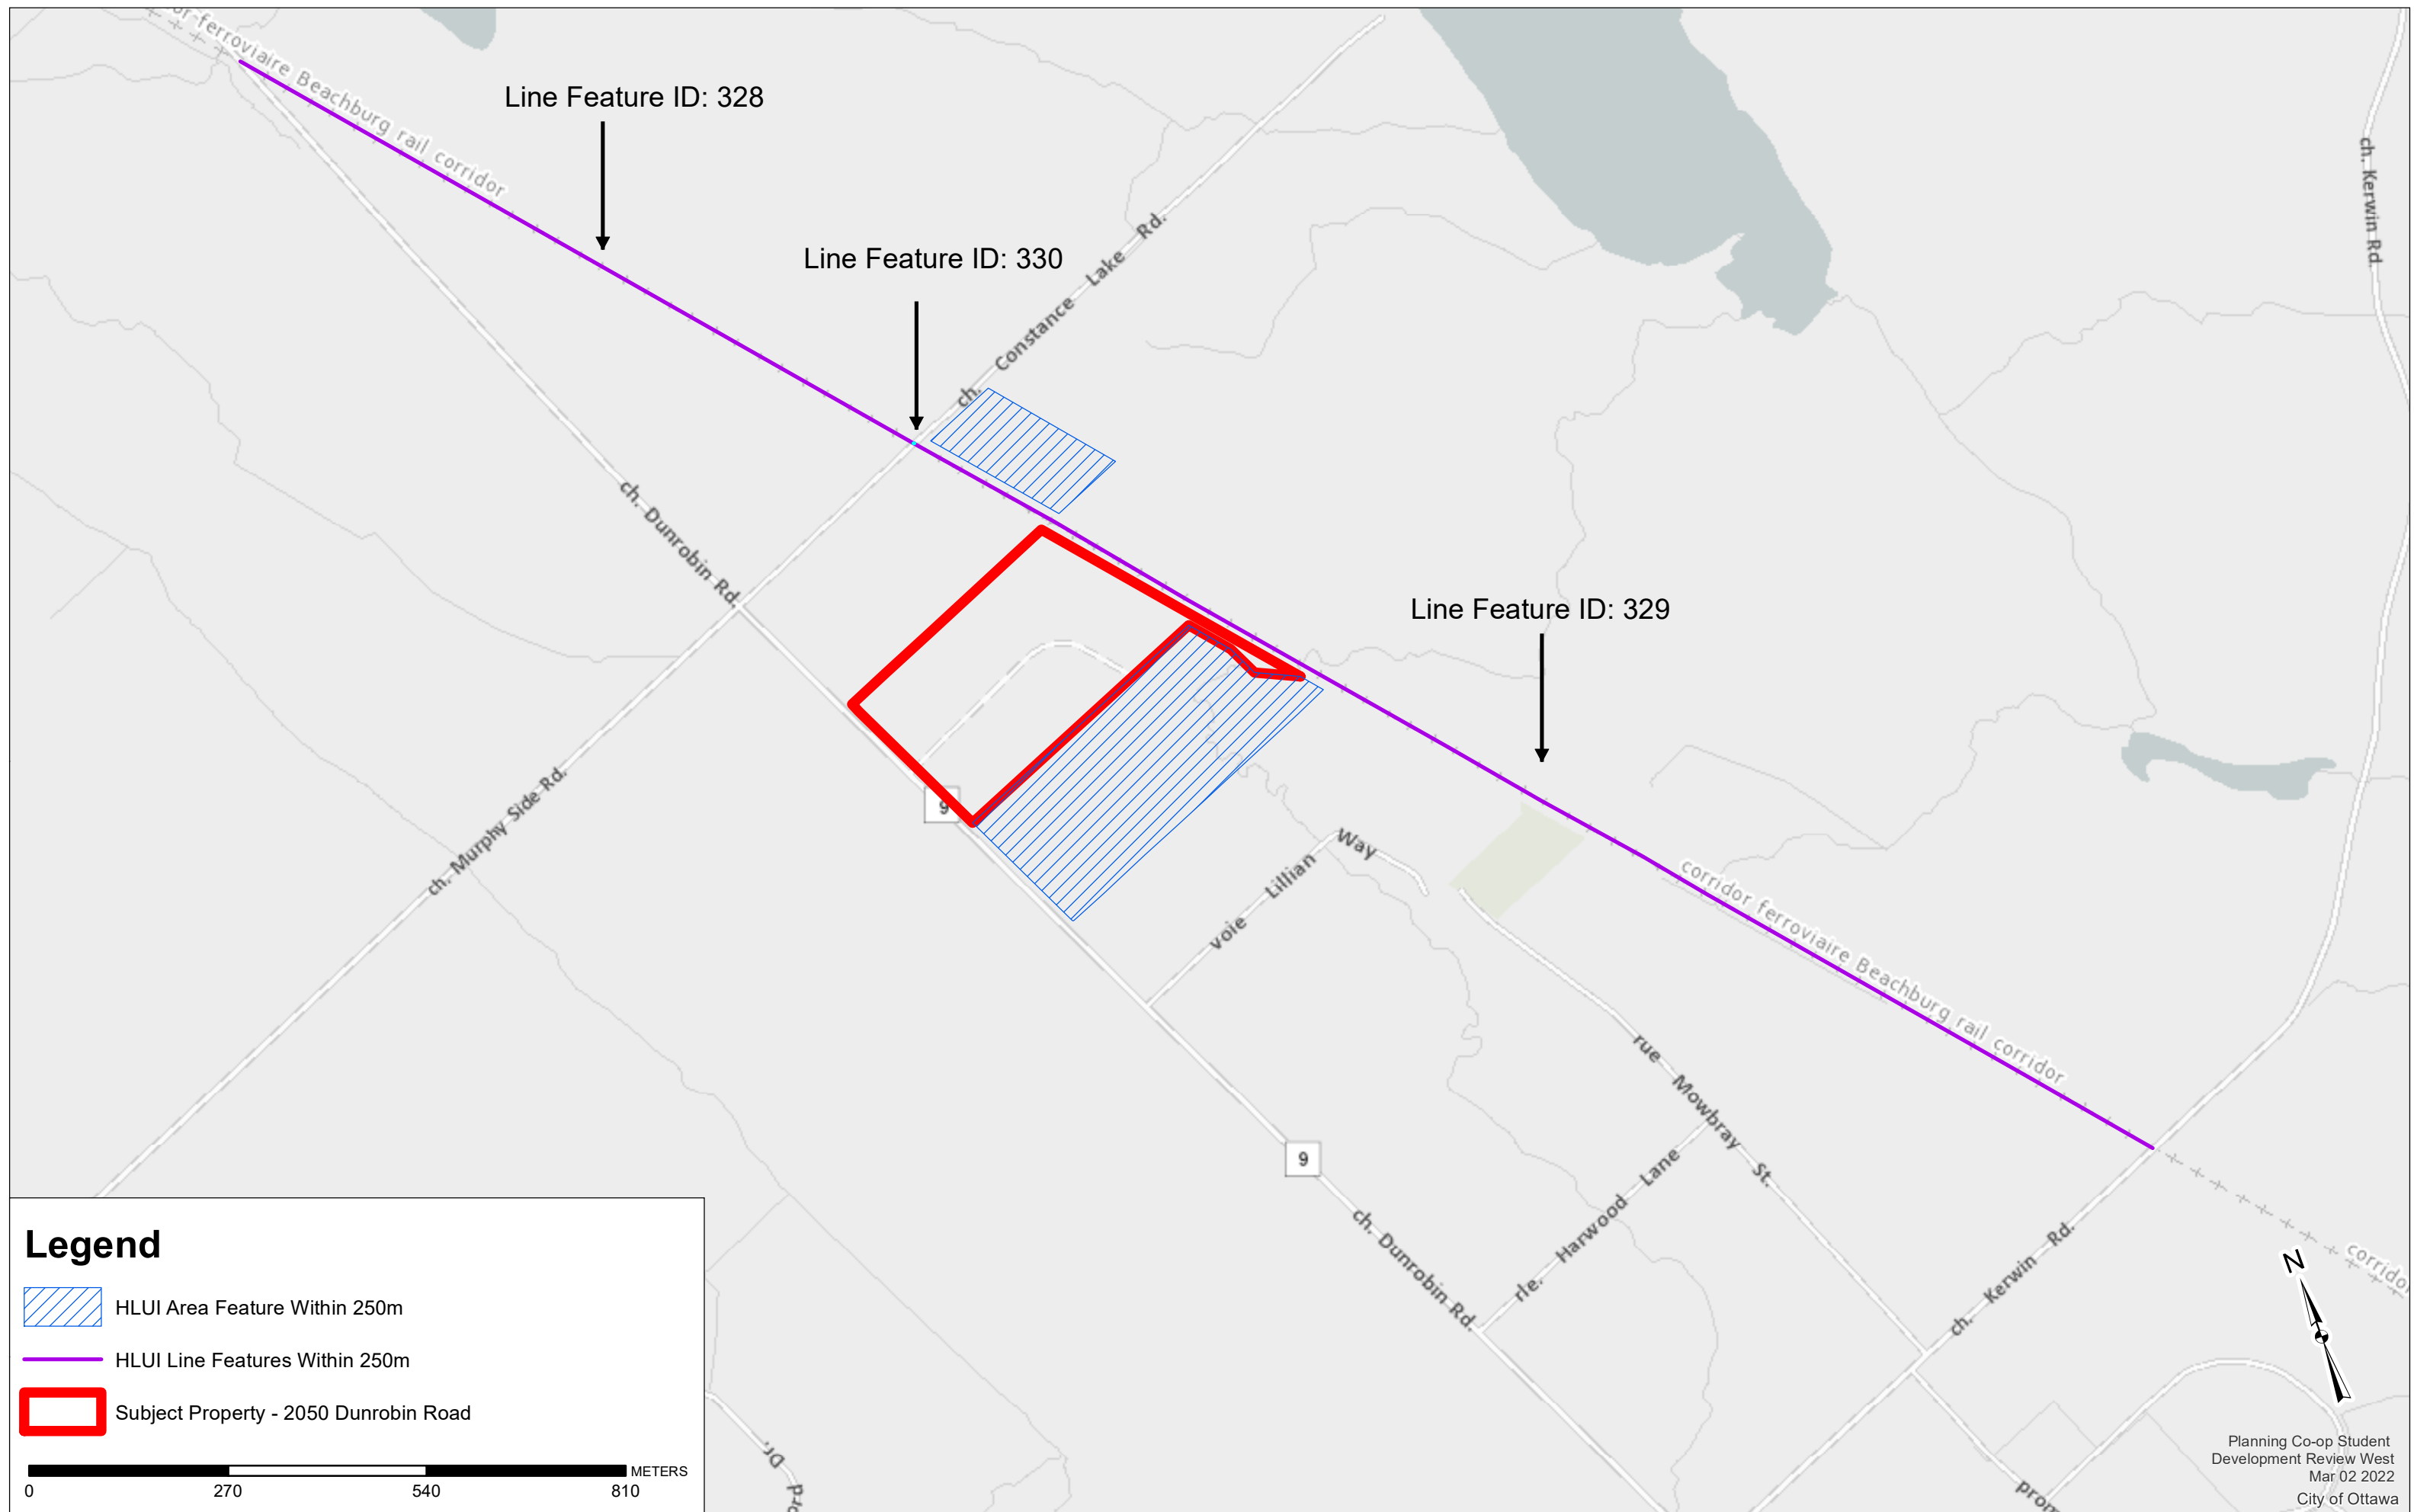 or ferroviaire Beachburg rail corridor
Line Feature ID: 328
ch. Kerwin Rd.
Line Feature ID: 330
ch. Constance Lake Rd.
ch. Dunrobin Rd.
Line Feature ID: 329
9
ch. Murphy Side Rd.
voie Lillian Way
corridor ferroviaire Beachburg rail corridor
rue Mowbray St.
9
rle. Harwood Lane
ch. Dunrobin Rd.
ch. Kerwin Rd.
corrido
N
Legend
HLUI Area Feature Within 250m
HLUI Line Features Within 250m
Subject Property - 2050 Dunrobin Road
METERS
0 270 540 810
Dr.
prom
Planning Co-op Student
Development Review West
Mar 02 2022
City of Ottawa